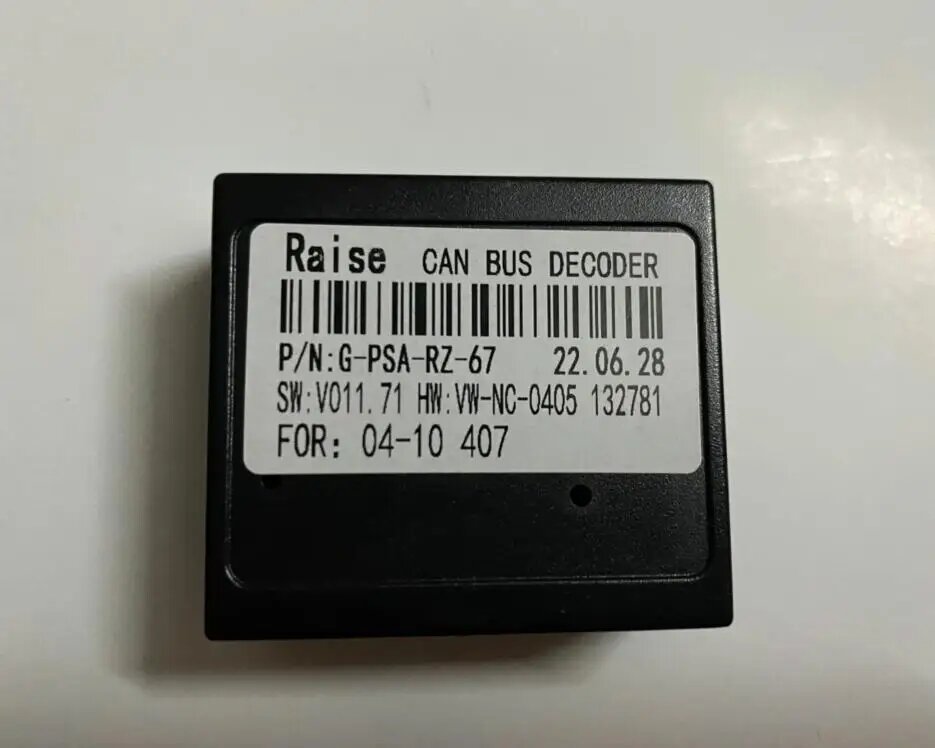 Raise CAN BUS DECODER
P/N:G-PSA-RZ-67 22.06.28
SW:V011.71 HW:VW-NC-0405 132781
FOR: 04-10 407